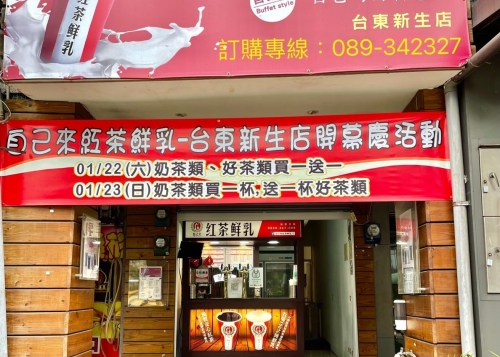 紅茶鮮乳
Buffet style
台東新生店
訂購專線：089-342327
自己來紅茶鮮乳-台東新生店開幕慶活動
01/22(六)奶茶類、好茶類買一送一
01/23(日)奶茶類買一杯,送一杯好茶類
红茶鮮乳